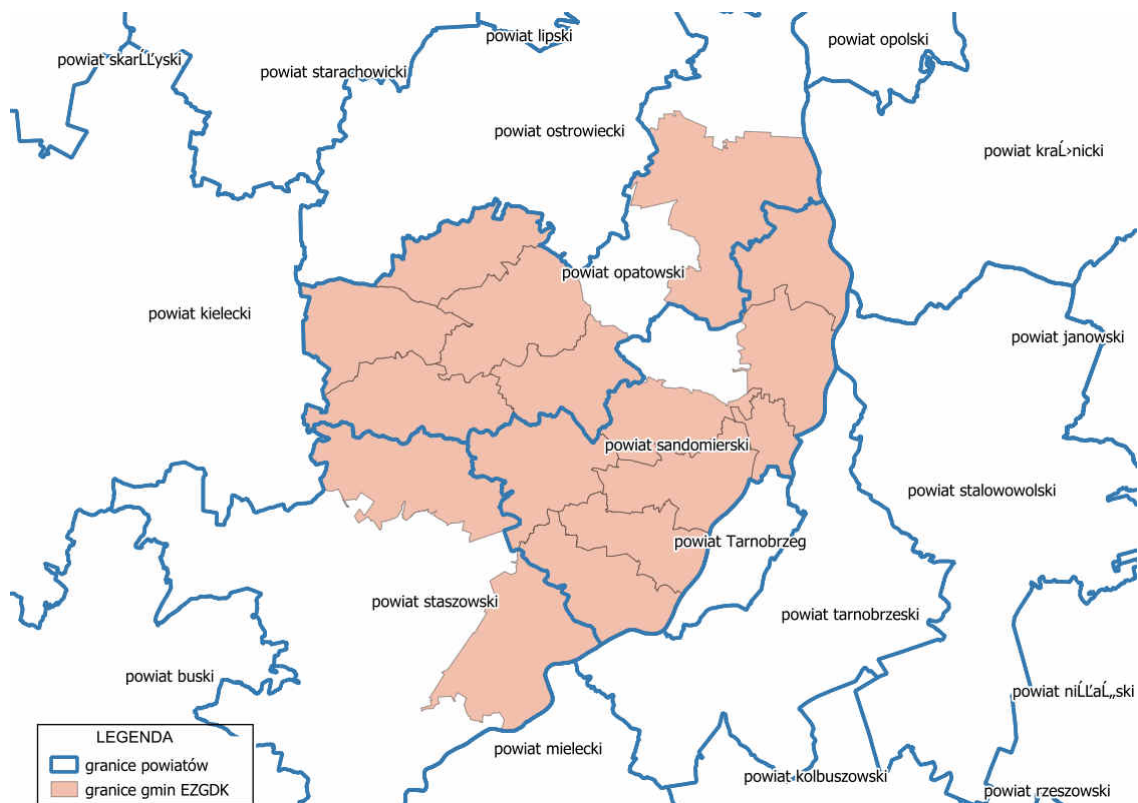 powiat lipski
powiat opolski
powiat skarĹĽyski
powiat starachowicki
powiat ostrowiecki
powiat kraĹ›nicki
powiat opatowski
powiat kielecki
powiat janowski
powiat sandomierski
powiat stalowowolski
powiat Tarnobrzeg
powiat staszowski
powiat tarnobrzeski
powiat buski
powiat niĹĽaĹ„ski
powiat mielecki
powiat kolbuszowski
powiat rzeszowski
LEGENDA
granice powiatów
granice gmin EZGDK